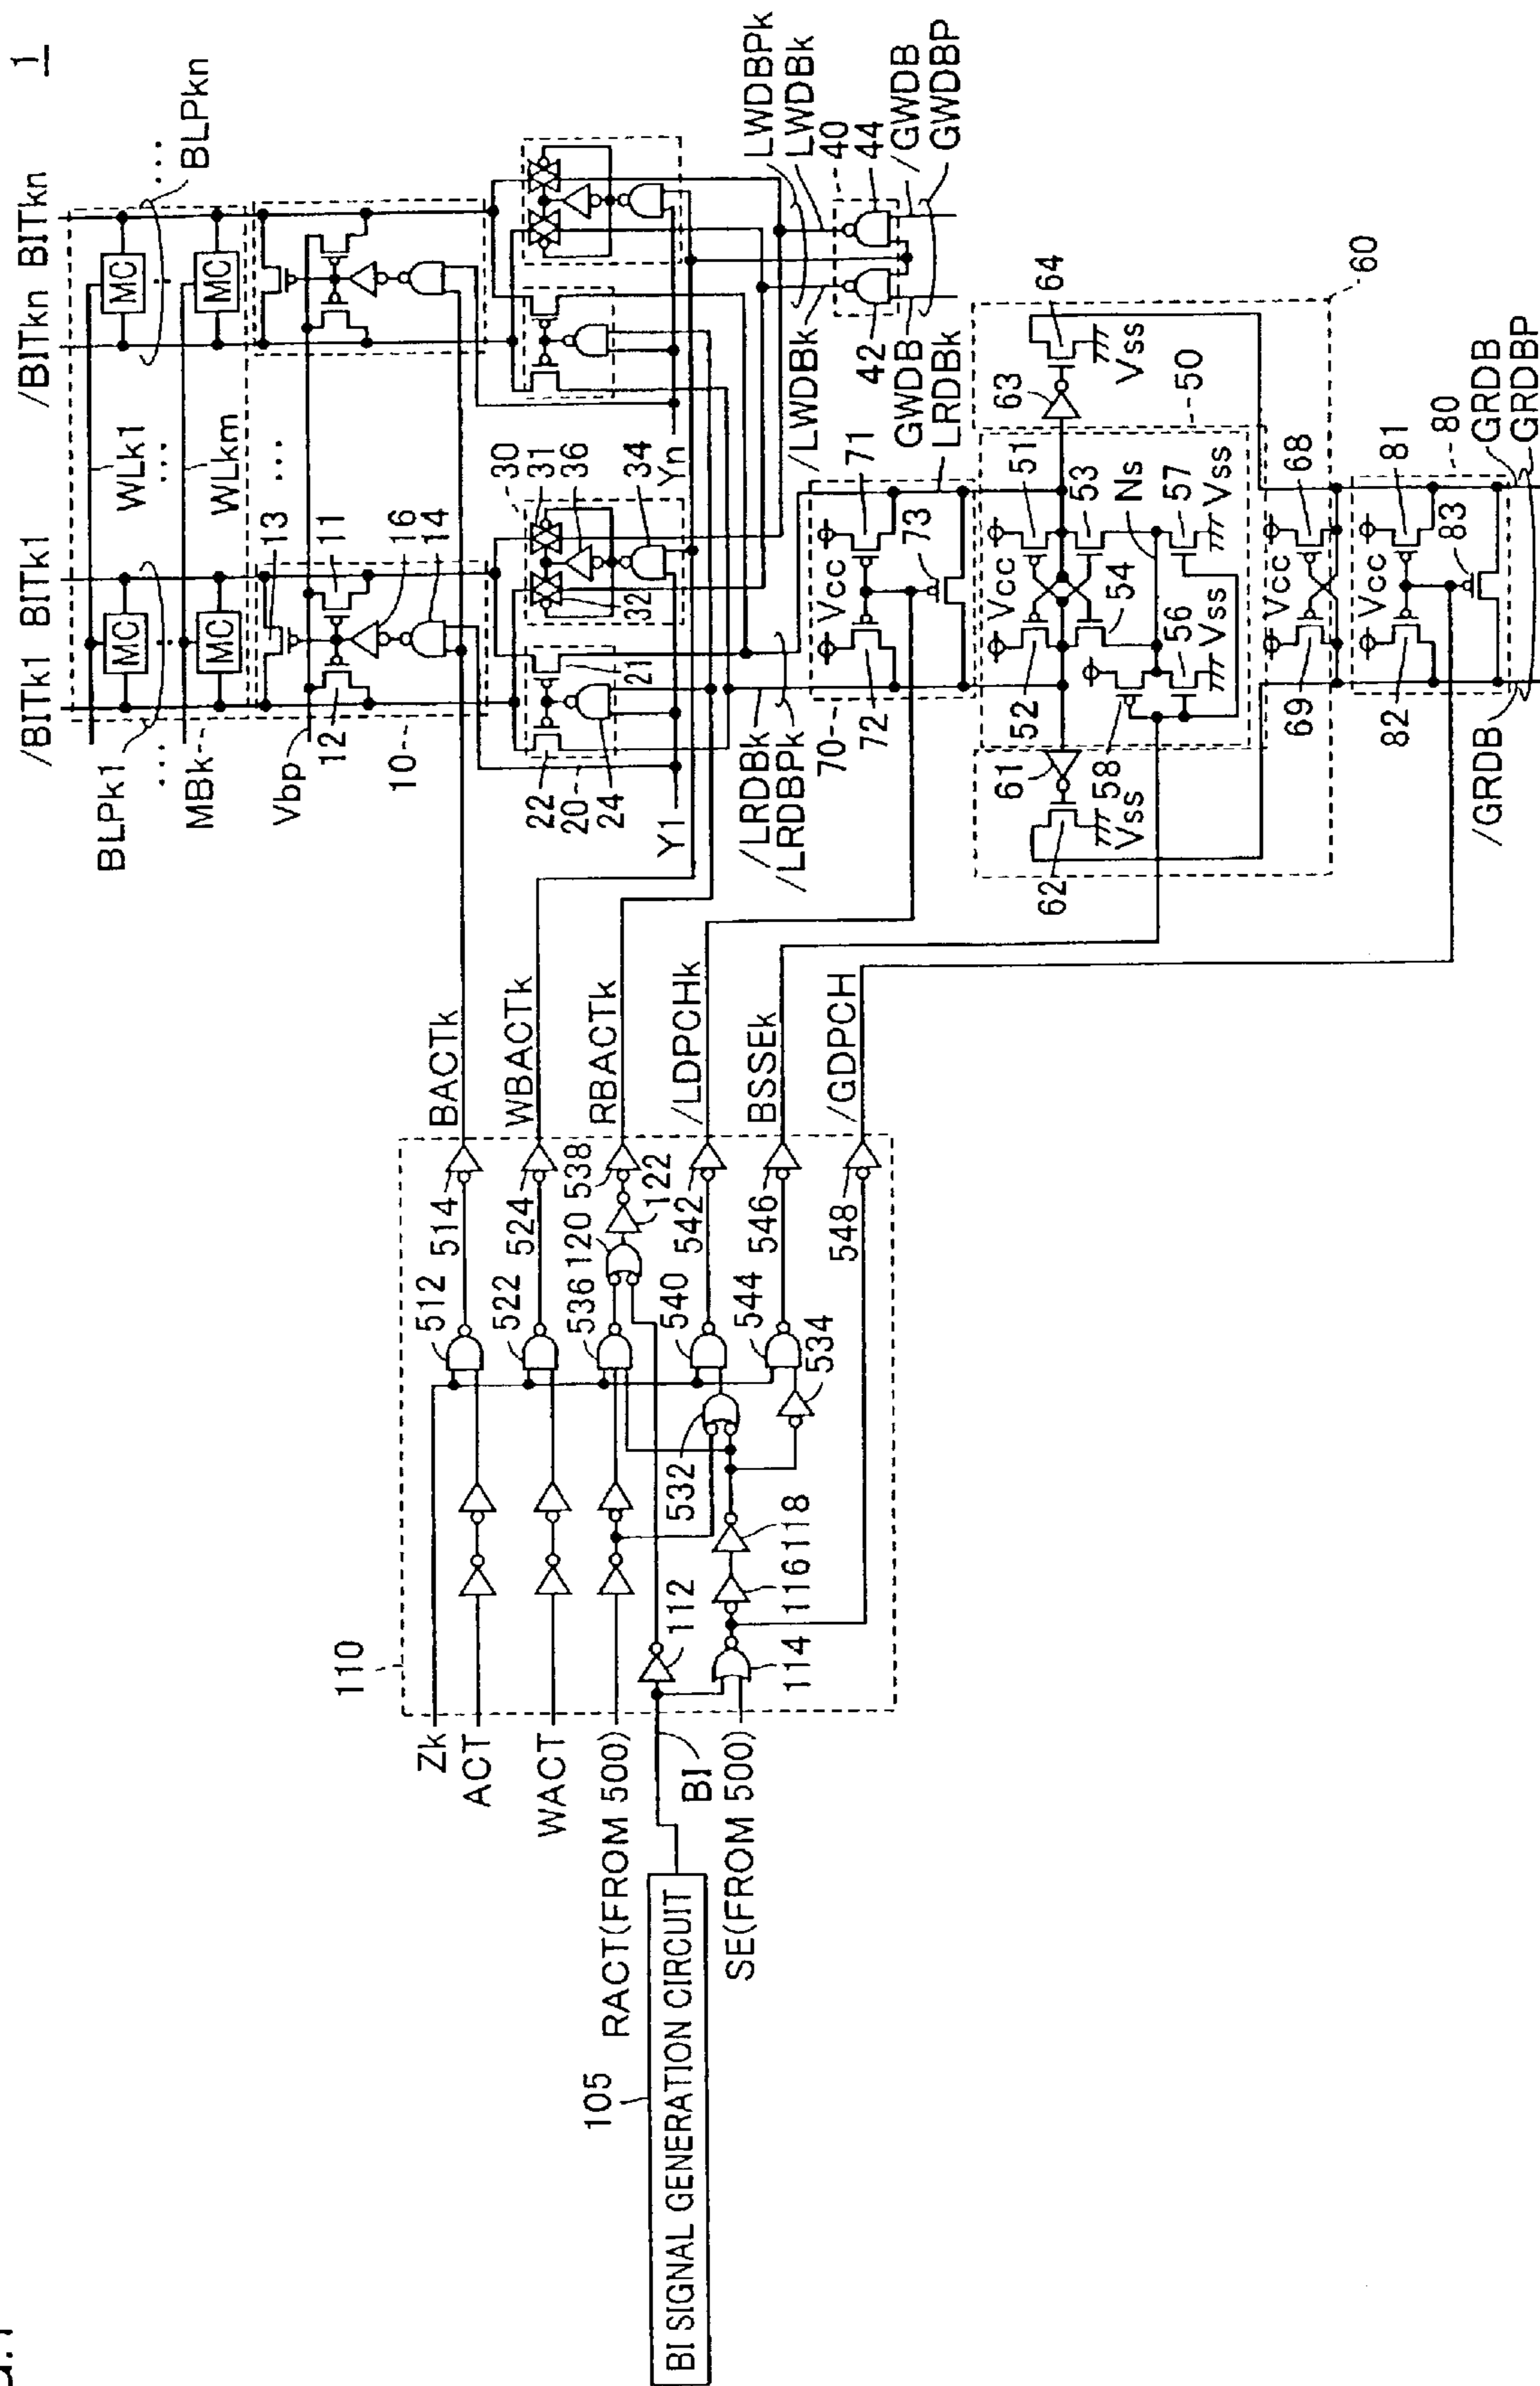 1
/BITk1 BITk1
/BITkn BITkn
BLPk1
MC
WLk1
MC
BLPkn
MBk
MC
WLkm
MC
13
Vbp
12
11
10
16
14
30
31
36
32
34
22
20
24
21
Y1
Yn
LWDBPk
LWDBk
40
44
/GWDB
GWDBP
/LWDBk
42
GWDB
LRDBk
/LRDBk
/LRDBPk
70
72
Vcc
71
73
60
64
Vss
63
50
51
Vcc
52
53
54
Ns
57
Vss
56
Vss
58
61
62
Vss
68
Vcc
69
81
Vcc
82
83
80
GRDB
GRDBP
/GRDB
110
Zk
ACT
WACT
RACT(FROM 500)
BI
SE(FROM 500)
105
BI SIGNAL GENERATION CIRCUIT
112
114
116
118
512
514
BACTk
522
524
WBACTk
536
120
538
122
RBACTk
532
540
542
/LDPCHk
544
534
546
BSSEk
548
/GDPCH